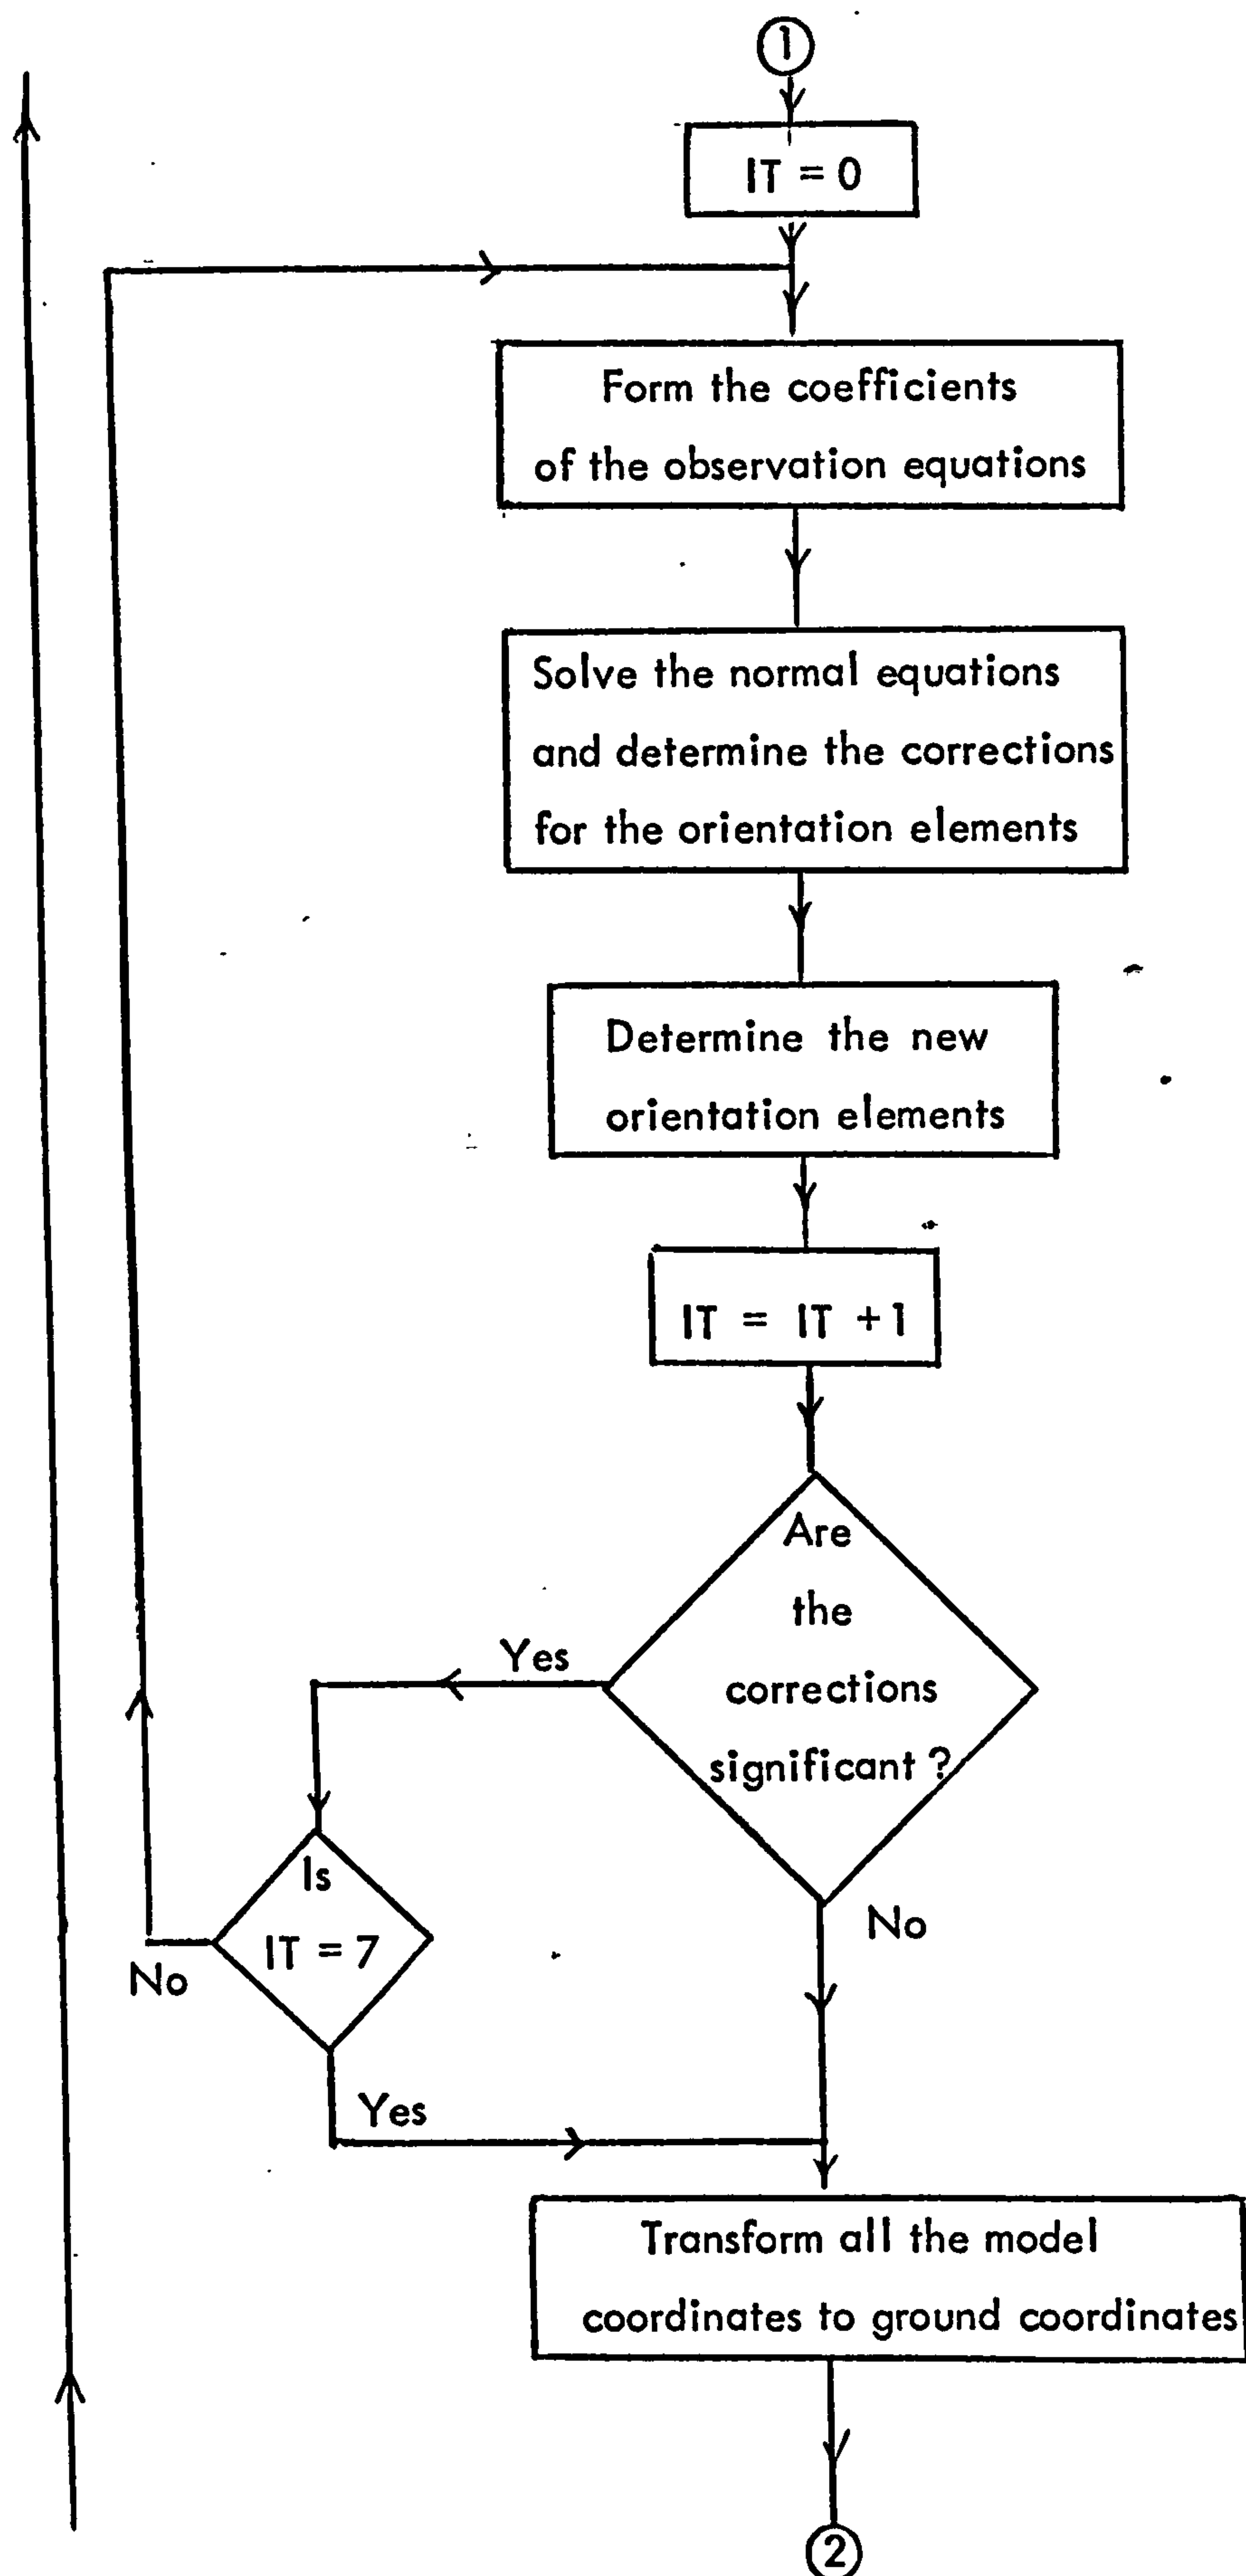 1
IT = 0
Form the coefficients
of the observation equations
Solve the normal equations
and determine the corrections
for the orientation elements
Determine the new
orientation elements
IT = IT + 1
Are
the
corrections
significant ?
Yes
No
Is
IT = 7
No
Yes
Transform all the model
coordinates to ground coordinates
2